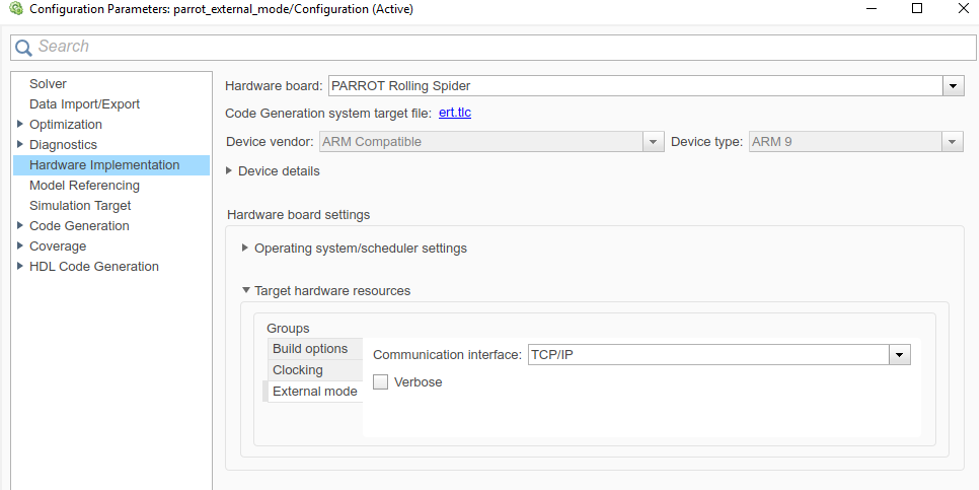 Configuration Parameters: parrot_external_mode/Configuration (Active)
Search
Solver
Data Import/Export
Optimization
Diagnostics
Hardware Implementation
Model Referencing
Simulation Target
Code Generation
Coverage
HDL Code Generation
Hardware board: PARROT Rolling Spider
Code Generation system target file: ert.tlc
Device vendor: ARM Compatible Device type: ARM 9
Device details
Hardware board settings
Operating system/scheduler settings
Target hardware resources
Groups
Build options
Clocking
External mode
Communication interface: TCP/IP
Verbose